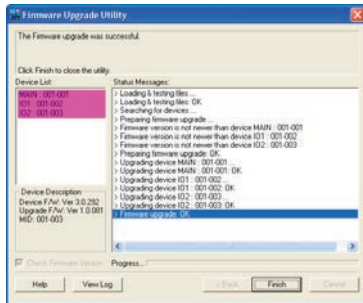 Firmware Upgrade Utility
The Firmware upgrade was successful.
Click Finish to close the utility.
Device List:
MAIN : 001-001
IO1 : 001-002
IO2 : 001-003
Status Messages:
> Loading & testing files ...
> Loading & testing files: OK
> Searching for devices ...
> Preparing firmware upgrade ...
> Firmware version is not newer than device MAIN : 001-001
> Firmware version is not newer than device IO1 : 001-002
> Firmware version is not newer than device IO2 : 001-003
> Preparing firmware upgrade: OK
> Upgrading device MAIN : 001-001 ...
> Upgrading device MAIN : 001-001: OK
> Upgrading device IO1 : 001-002 ...
> Upgrading device IO1 : 001-002: OK
> Upgrading device IO2 : 001-003 ...
> Upgrading device IO2 : 001-003: OK
> Firmware upgrade: OK
Device Description
Device F/W: Ver 3.0.292
Upgrade F/W: Ver 1.0.081
MID: 001-003
Check Firmware Version
Progress...
Help
View Log
< Back
Finish
Cancel